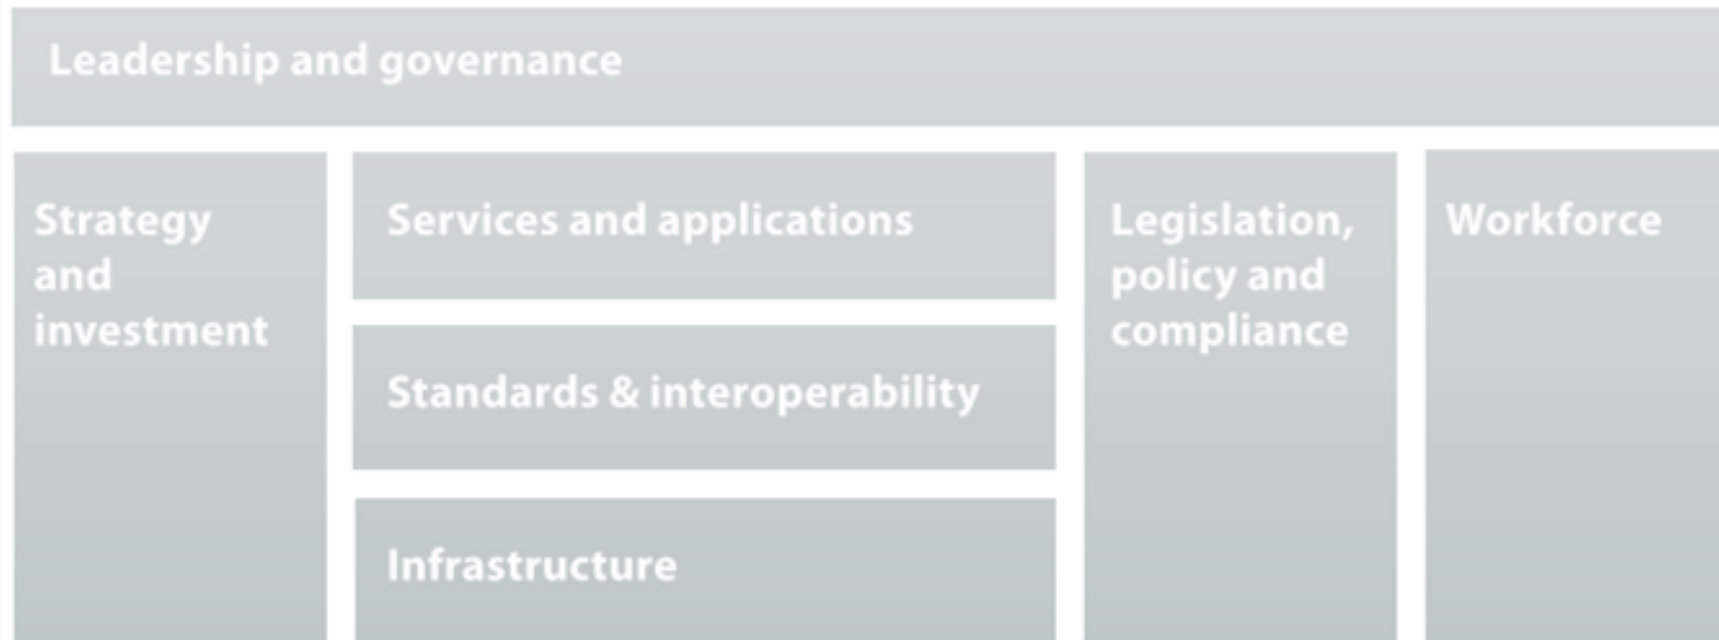 Leadership and governance
Strategy
and
investment
Services and applications
Standards & interoperability
Infrastructure
Legislation,
policy and
compliance
Workforce